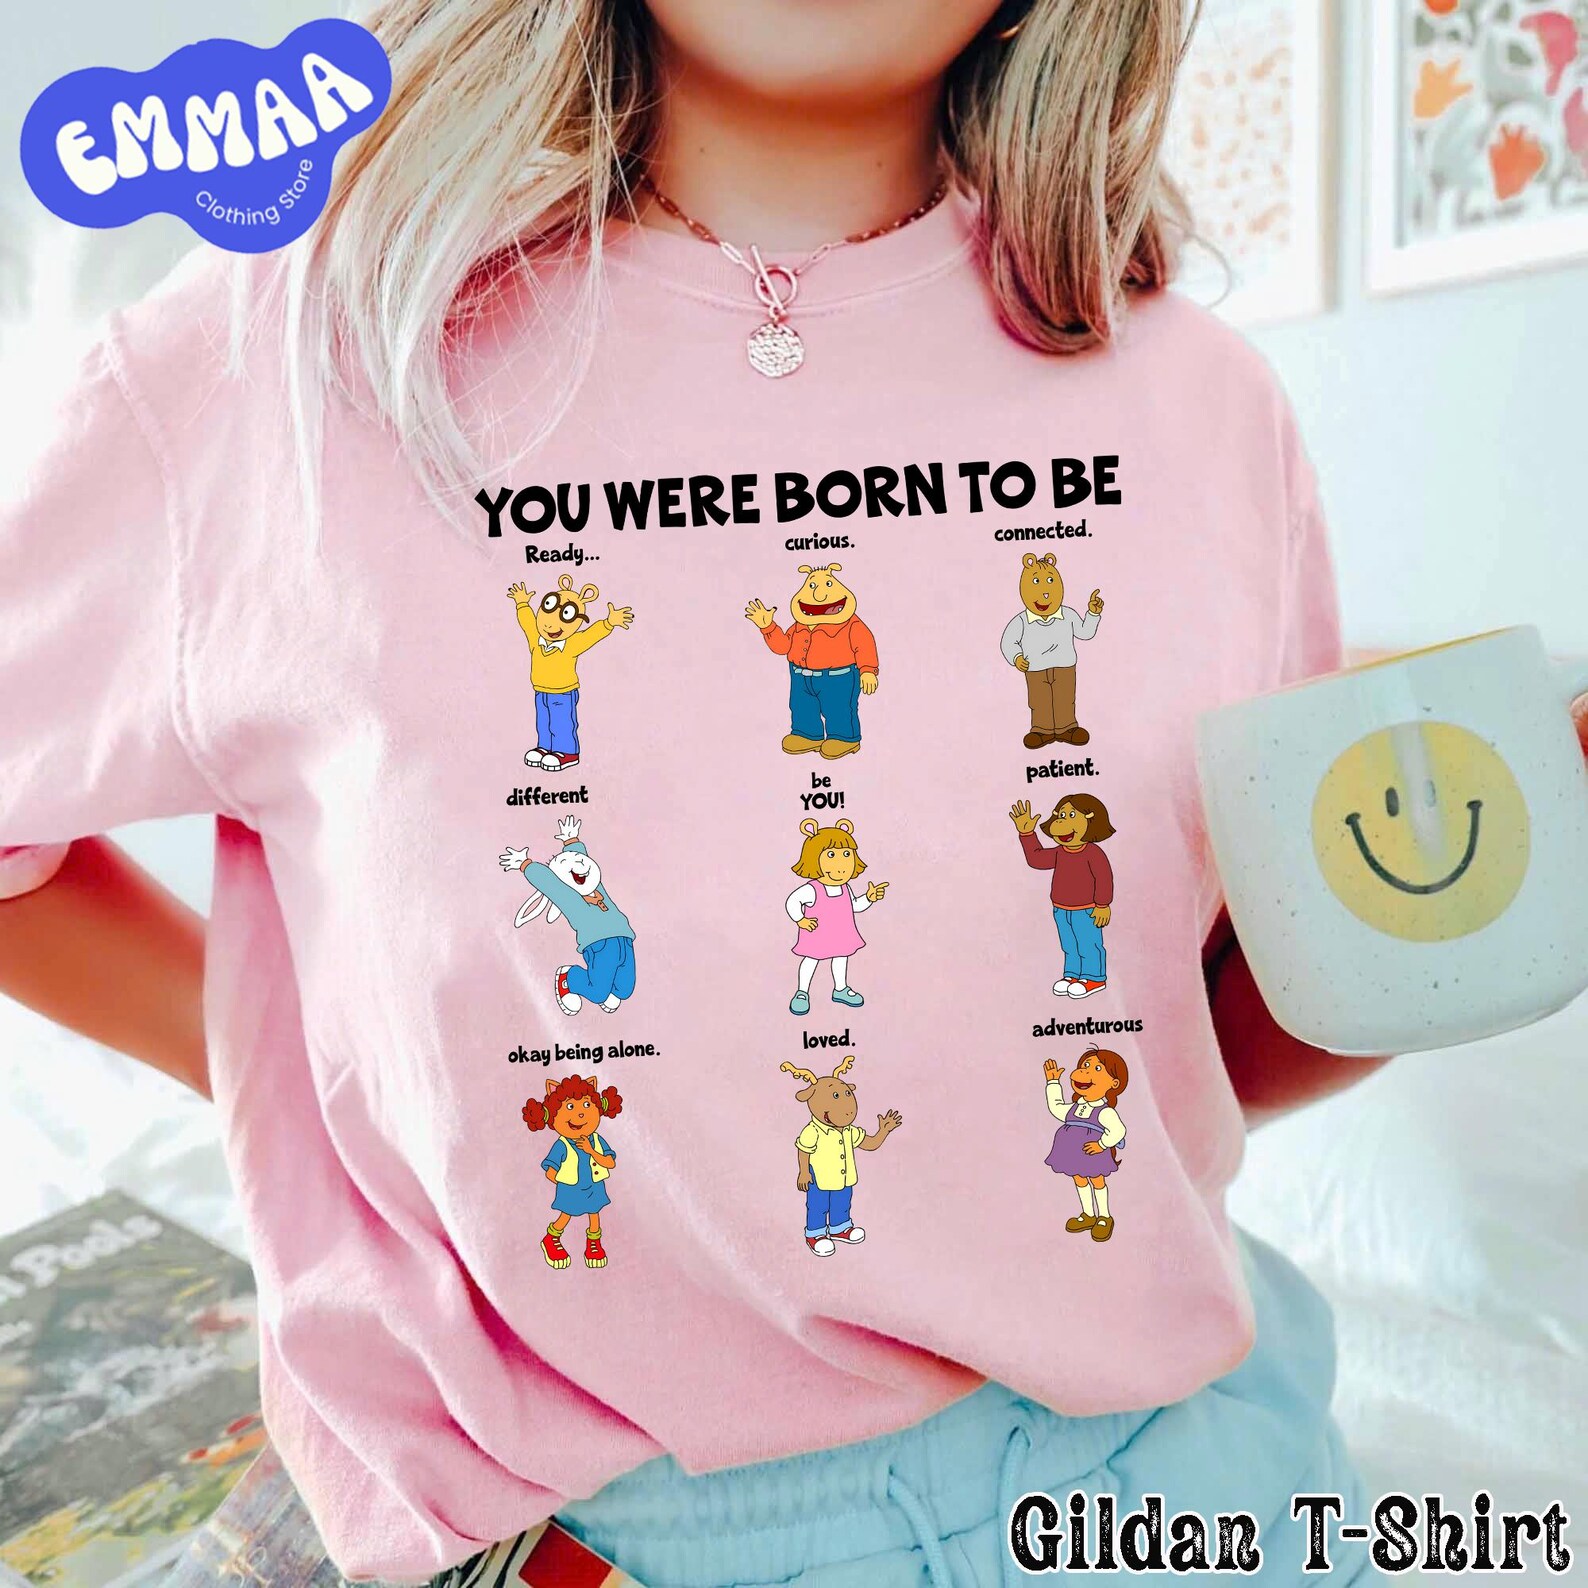 EMMAA
Clothing Store
YOU WERE BORN TO BE
Ready...
curious.
connected.
different
be
YOU!
patient.
okay being alone.
loved.
adventurous
Pools
Gildan T-Shirt